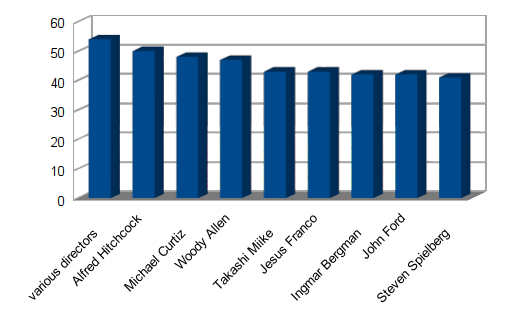 60
50
40
30
20
10
0
various directors
Alfred Hitchcock
Michael Curtiz
Woody Allen
Takashi Miike
Jesus Franco
Ingmar Bergman
John Ford
Steven Spielberg